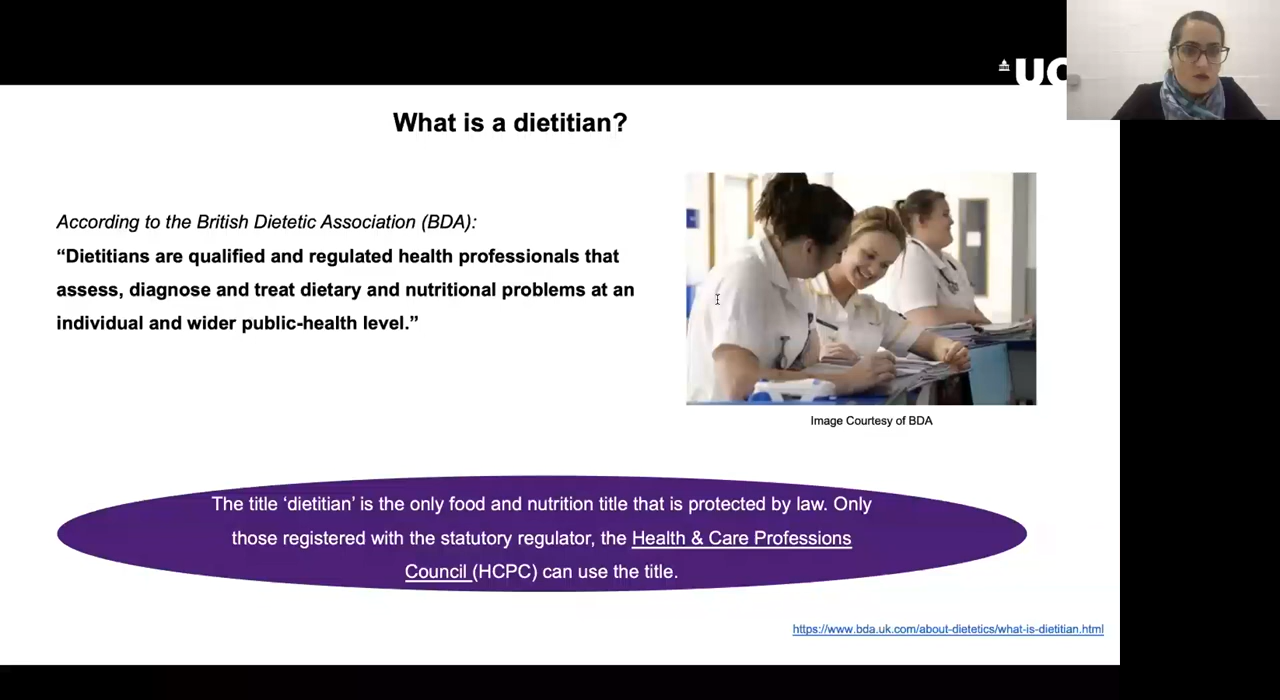 UC
What is a dietitian?
According to the British Dietetic Association (BDA):
“Dietitians are qualified and regulated health professionals that
assess, diagnose and treat dietary and nutritional problems at an
individual and wider public-health level.”
Image Courtesy of BDA
The title ‘dietitian’ is the only food and nutrition title that is protected by law. Only
those registered with the statutory regulator, the Health & Care Professions
Council (HCPC) can use the title.
https://www.bda.uk.com/about-dietetics/what-is-dietitian.html